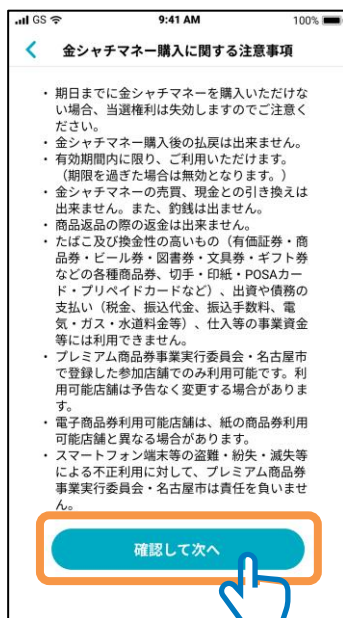 GS 9:41 AM 100%
金シャチマネー購入に関する注意事項
・期日までに金シャチマネーを購入いただけな
い場合、当選権利は失効しますのでご注意く
ださい。
・金シャチマネー購入後の払戻は出来ません。
・有効期間内に限り、ご利用いただけます。
（期限を過ぎた場合は無効となります。）
・金シャチマネーの売買、現金との引き換えは
出来ません。また、釣銭は出ません。
・商品返品の際の返金は出来ません。
・たばこ及び換金性の高いもの（有価証券・商
品券・ビール券・図書券・文具券・ギフト券
などの各種商品券、切手・印紙・POSAカー
ド・プリペイドカードなど）、出資や債務の
支払い（税金、振込代金、振込手数料、電
気・ガス・水道料金等）、仕入等の事業資金
等には利用できません。
・プレミアム商品券事業実行委員会・名古屋市
で登録した参加店舗でのみ利用可能です。利
用可能店舗は予告なく変更する場合がありま
す。
・電子商品券利用可能店舗は、紙の商品券利用
可能店舗と異なる場合があります。
・スマートフォン端末等の盗難・紛失・滅失等
による不正利用に対して、プレミアム商品券
事業実行委員会・名古屋市は責任を負いませ
ん。
確認して次へ